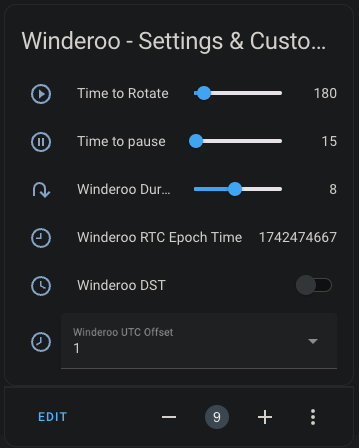 Winderoo - Settings & Custo...
Time to Rotate 180
Time to pause 15
Winderoo Dur... 8
Winderoo RTC Epoch Time 1742474667
Winderoo DST
Winderoo UTC Offset
1
EDIT 9